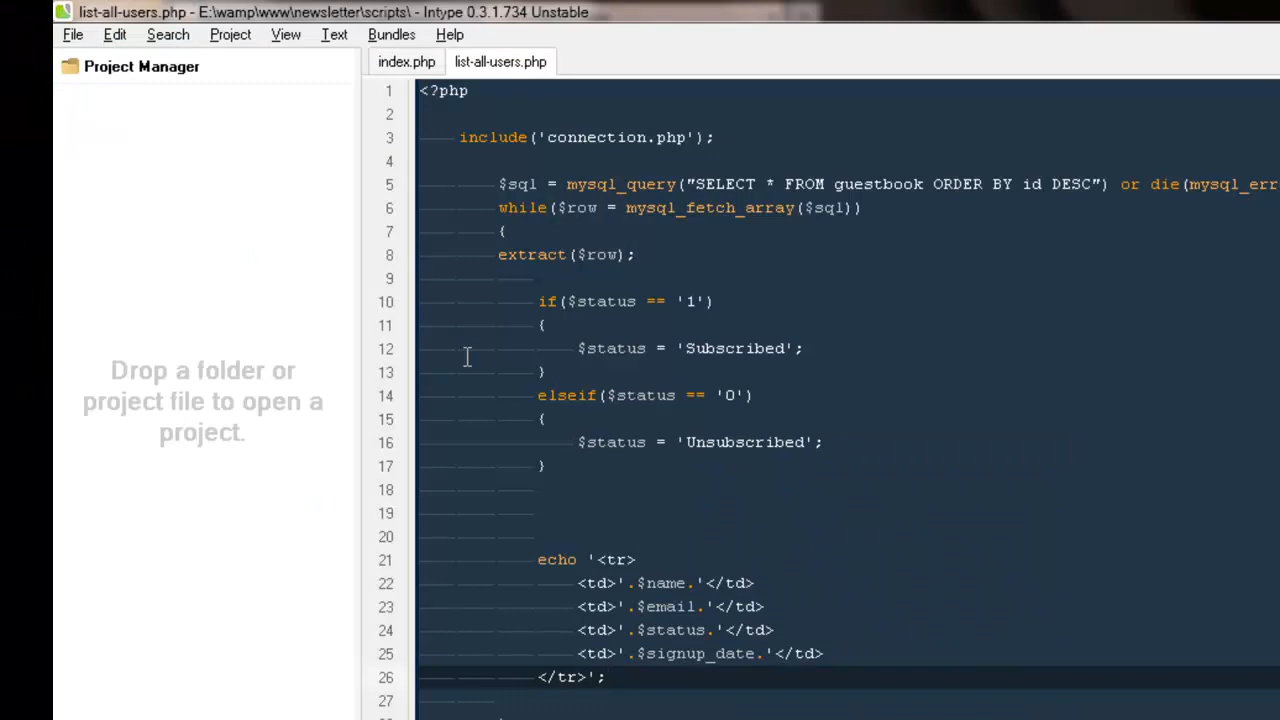 list-all-users.php - E:\wamp\www\newsletter\scripts\ - Intype 0.3.1.734 Unstable
File Edit Search Project View Text Bundles Help
Project Manager
index.php list-all-users.php
Drop a folder or
project file to open a
project.
1 <?php
2
3 include('connection.php');
4
5 $sql = mysql_query("SELECT * FROM guestbook ORDER BY id DESC") or die(mysql_err
6 while($row = mysql_fetch_array($sql))
7 {
8 extract($row);
9
10 if($status == '1')
11 {
12 $status = 'Subscribed';
13 }
14 elseif($status == '0')
15 {
16 $status = 'Unsubscribed';
17 }
18
19
20
21 echo '<tr>
22 <td>'.$name.'</td>
23 <td>'.$email.'</td>
24 <td>'.$status.'</td>
25 <td>'.$signup_date.'</td>
26 </tr>';
27